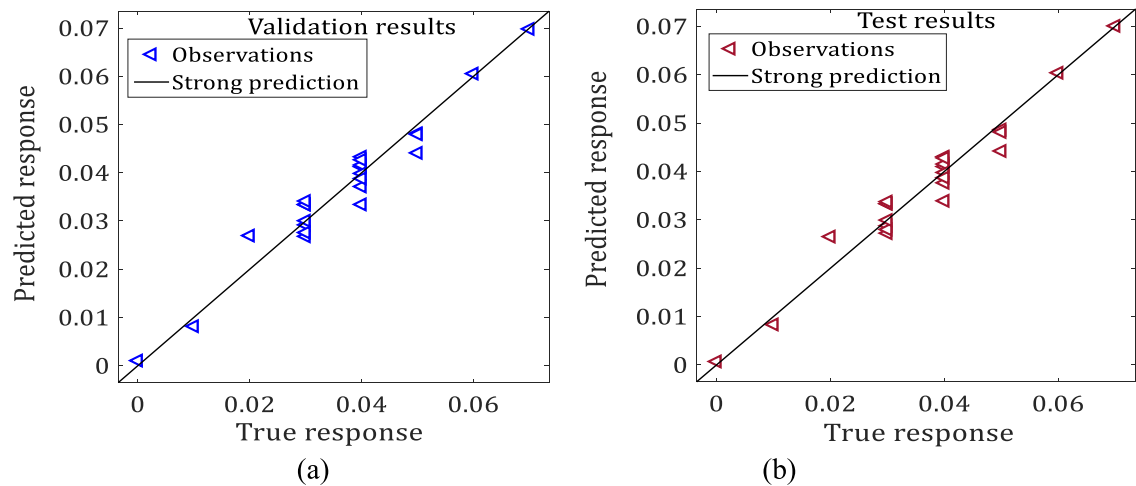 Validation results
Observations
Strong prediction
0.07
0.06
0.05
0.04
0.03
0.02
0.01
0
Predicted response
0
0.02
0.04
0.06
True response
(a)
Test results
Observations
Strong prediction
0.07
0.06
0.05
0.04
0.03
0.02
0.01
0
Predicted response
0
0.02
0.04
0.06
True response
(b)